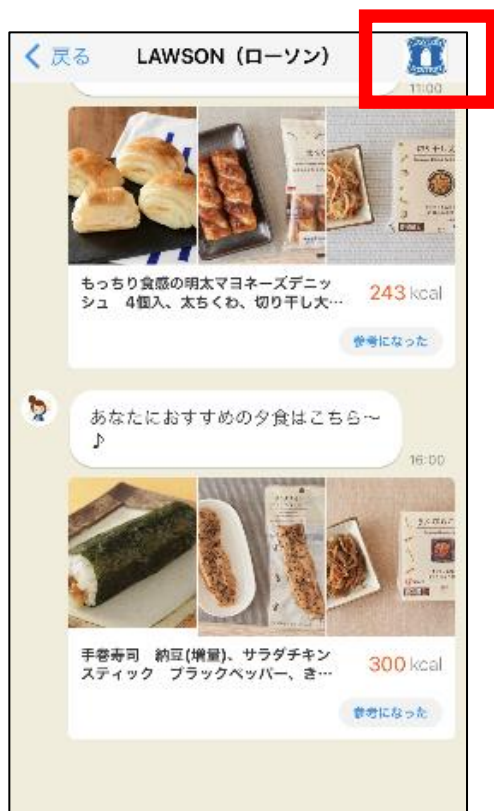 戻る LAWSON（ローソン）
11:00
もっちり食感の明太マヨネーズデニッ
シュ 4個入、太ちくわ、切り干し大…
243 kcal
参考になった
あなたにおすすめの夕食はこちら〜
♪
16:00
手巻寿司 納豆(増量)、サラダチキン
スティック ブラックペッパー、き…
300 kcal
参考になった